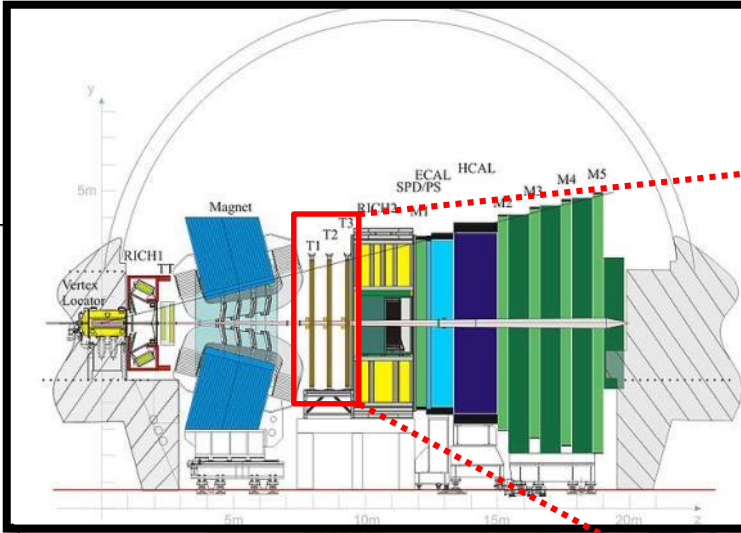 y
5m
ECAL HCAL
SPD/PS
M5
M4
M3
M2
RICH2 M1
Magnet
T3
T2
T1
RICH1
TT
Vertex
Locator
5m 10m 15m 20m z